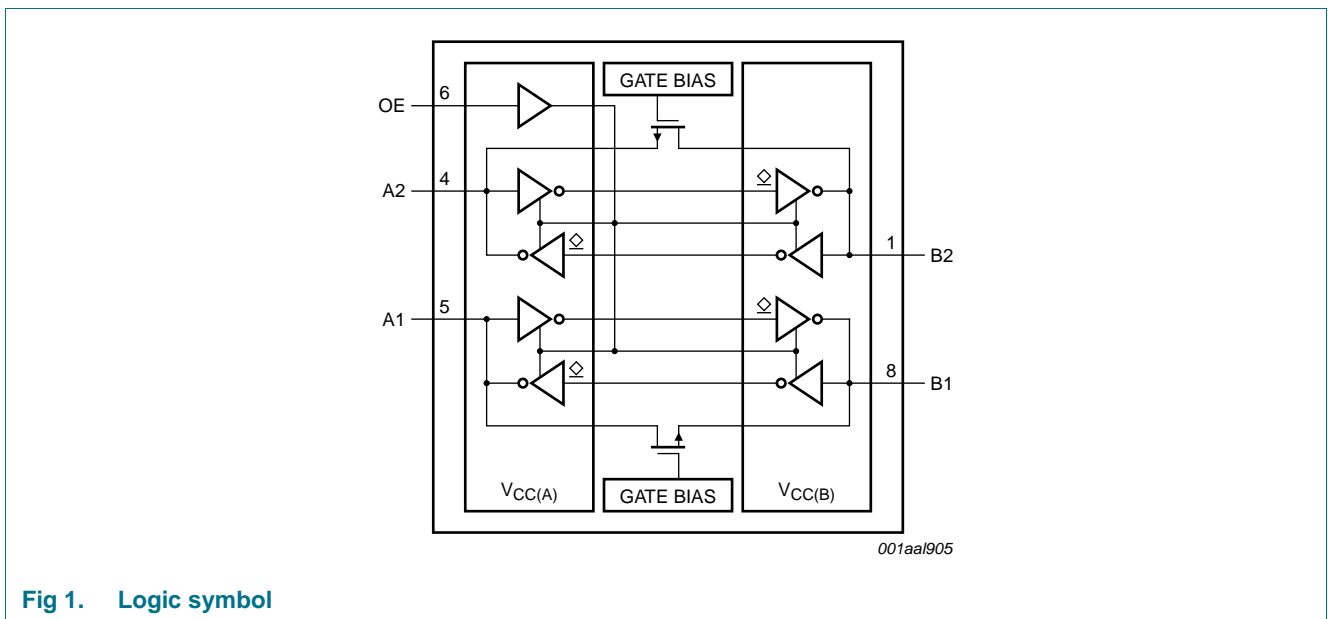 GATE BIAS
OE 6
A2 4
1 B2
A1 5
8 B1
VCC(A) GATE BIAS VCC(B)
001aal905
Fig 1. Logic symbol